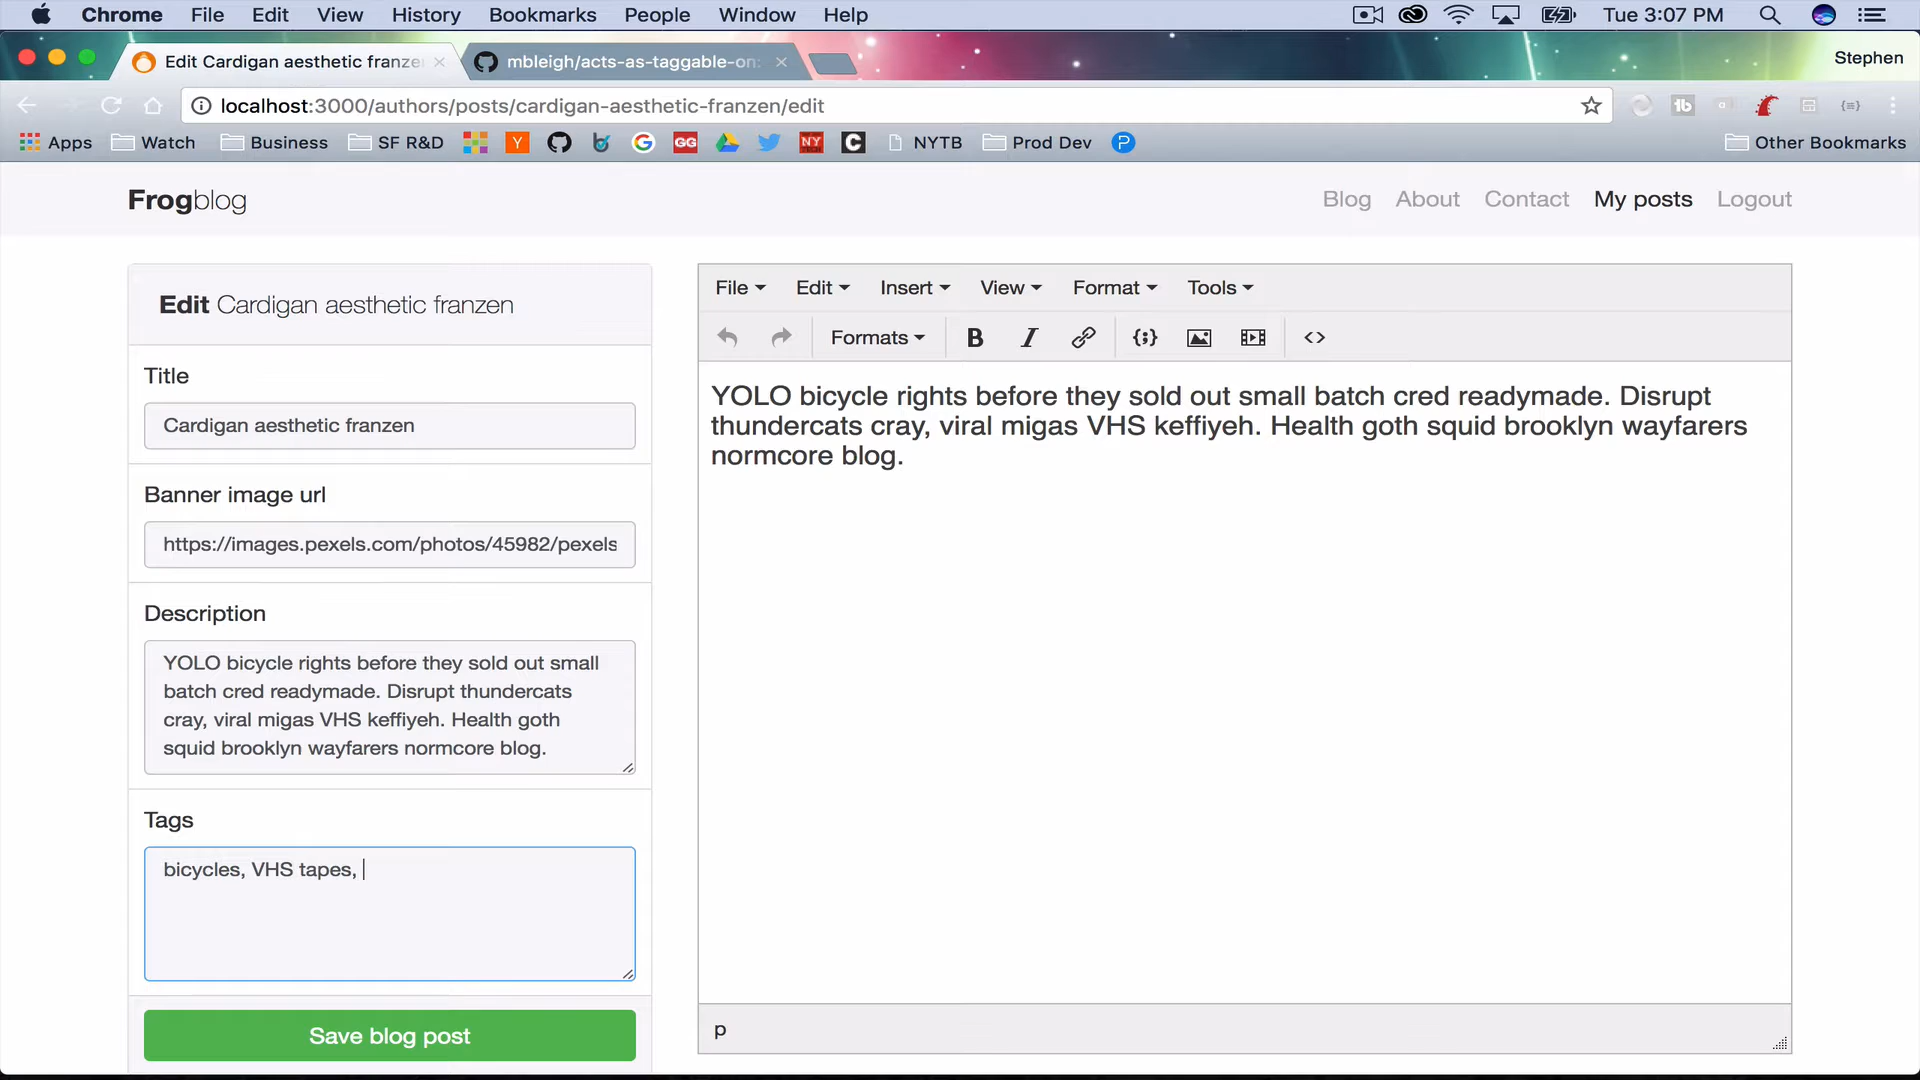 Chrome File Edit View History Bookmarks People Window Help Tue 3:07 PM
Edit Cardigan aesthetic franze mbleigh/acts-as-taggable-on: Stephen
localhost:3000/authors/posts/cardigan-aesthetic-franzen/edit
Apps Watch Business SF R&D Y G GG NY C NYTB Prod Dev P Other Bookmarks
Frogblog Blog About Contact My posts Logout
Edit Cardigan aesthetic franzen
Title
Cardigan aesthetic franzen
Banner image url
https://images.pexels.com/photos/45982/pexels
Description
YOLO bicycle rights before they sold out small
batch cred readymade. Disrupt thundercats
cray, viral migas VHS keffiyeh. Health goth
squid brooklyn wayfarers normcore blog.
Tags
bicycles, VHS tapes,
Save blog post
File Edit Insert View Format Tools
Formats B I
YOLO bicycle rights before they sold out small batch cred readymade. Disrupt
thundercats cray, viral migas VHS keffiyeh. Health goth squid brooklyn wayfarers
normcore blog.
p